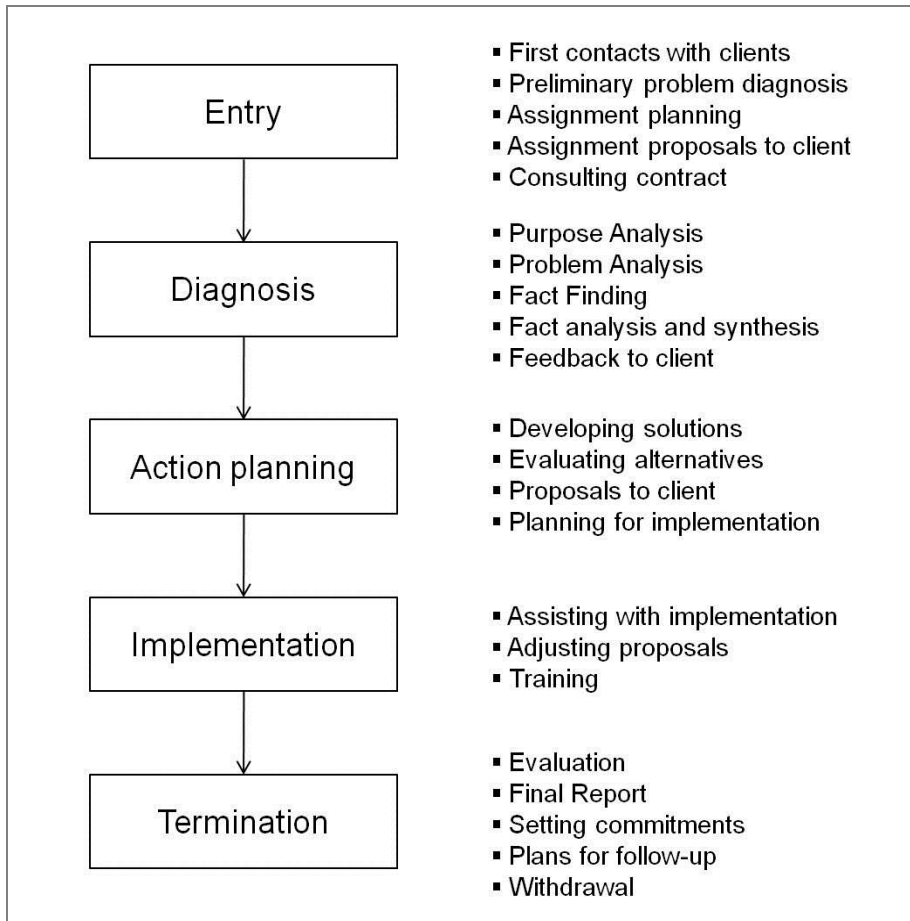 Entry
▪ First contacts with clients
▪ Preliminary problem diagnosis
▪ Assignment planning
▪ Assignment proposals to client
▪ Consulting contract
Diagnosis
▪ Purpose Analysis
▪ Problem Analysis
▪ Fact Finding
▪ Fact analysis and synthesis
▪ Feedback to client
Action planning
▪ Developing solutions
▪ Evaluating alternatives
▪ Proposals to client
▪ Planning for implementation
Implementation
▪ Assisting with implementation
▪ Adjusting proposals
▪ Training
Termination
▪ Evaluation
▪ Final Report
▪ Setting commitments
▪ Plans for follow-up
▪ Withdrawal